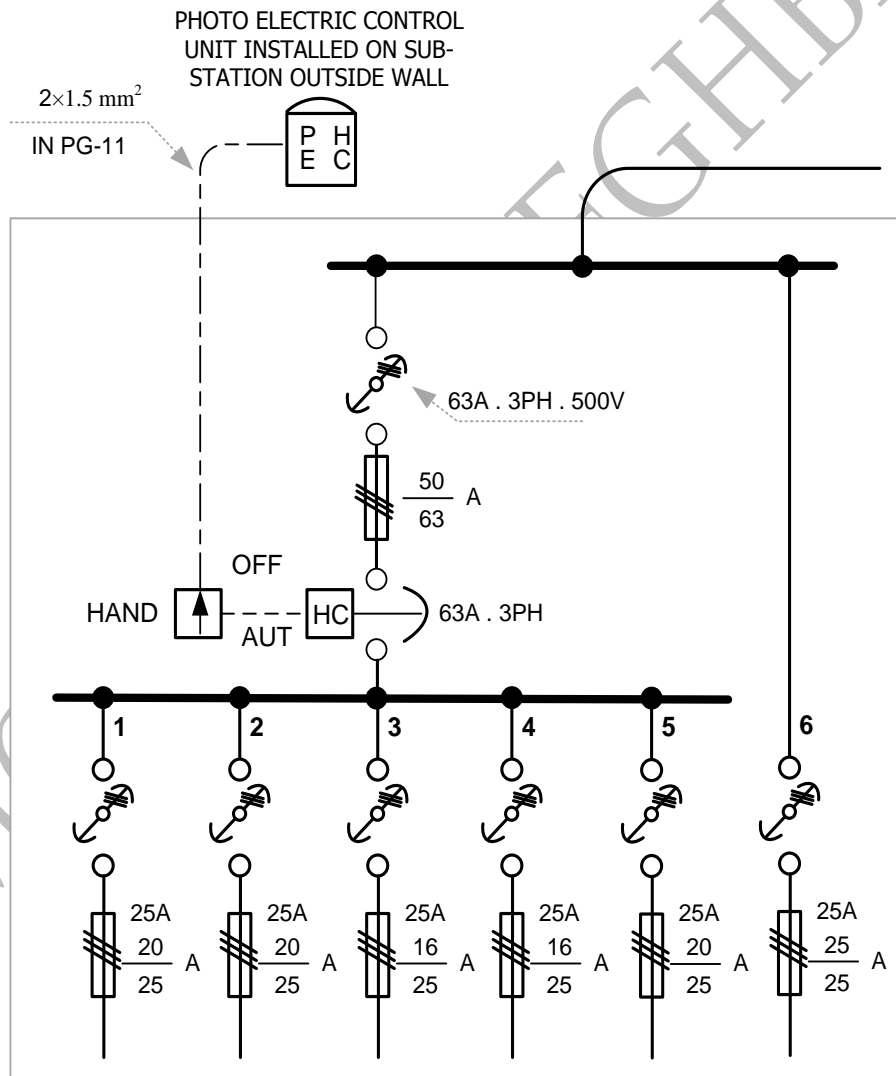 PHOTO ELECTRIC CONTROL
UNIT INSTALLED ON SUB-
STATION OUTSIDE WALL
2×1.5 mm²
IN PG-11
P H
E C
63A . 3PH . 500V
50
63
A
OFF
HAND
AUT
HC
63A . 3PH
1 2 3 4 5 6
25A 25A 25A 25A 25A 25A
20 20 16 16 20 25
A A A A A A
25 25 25 25 25 25